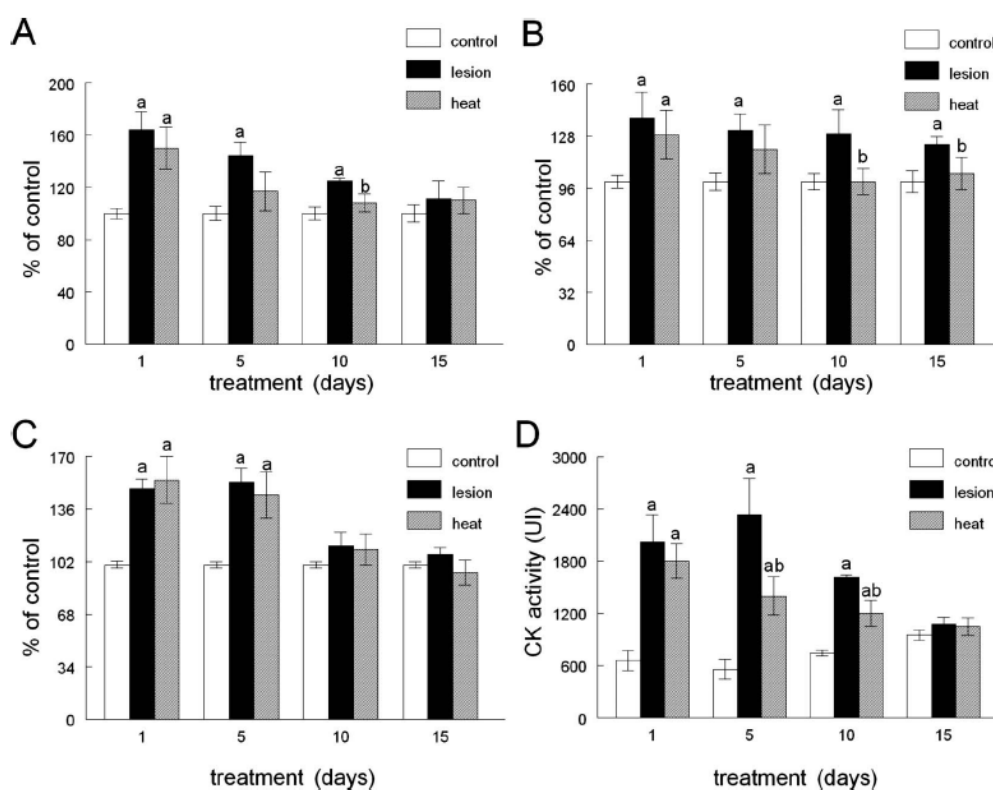 A
control
lesion
heat
200
160
120
80
40
0
% of control
a
a
a
a
b
1
5
10
15
treatment (days)
B
control
lesion
heat
160
128
96
64
32
0
% of control
a
a
a
a
b
a
b
1
5
10
15
treatment (days)
C
control
lesion
heat
170
136
102
68
34
0
% of control
a
a
a
a
1
5
10
15
treatment (days)
D
control
lesion
heat
3000
2400
1800
1200
600
0
CK activity (UI)
a
a
a
ab
a
ab
1
5
10
15
treatment (days)